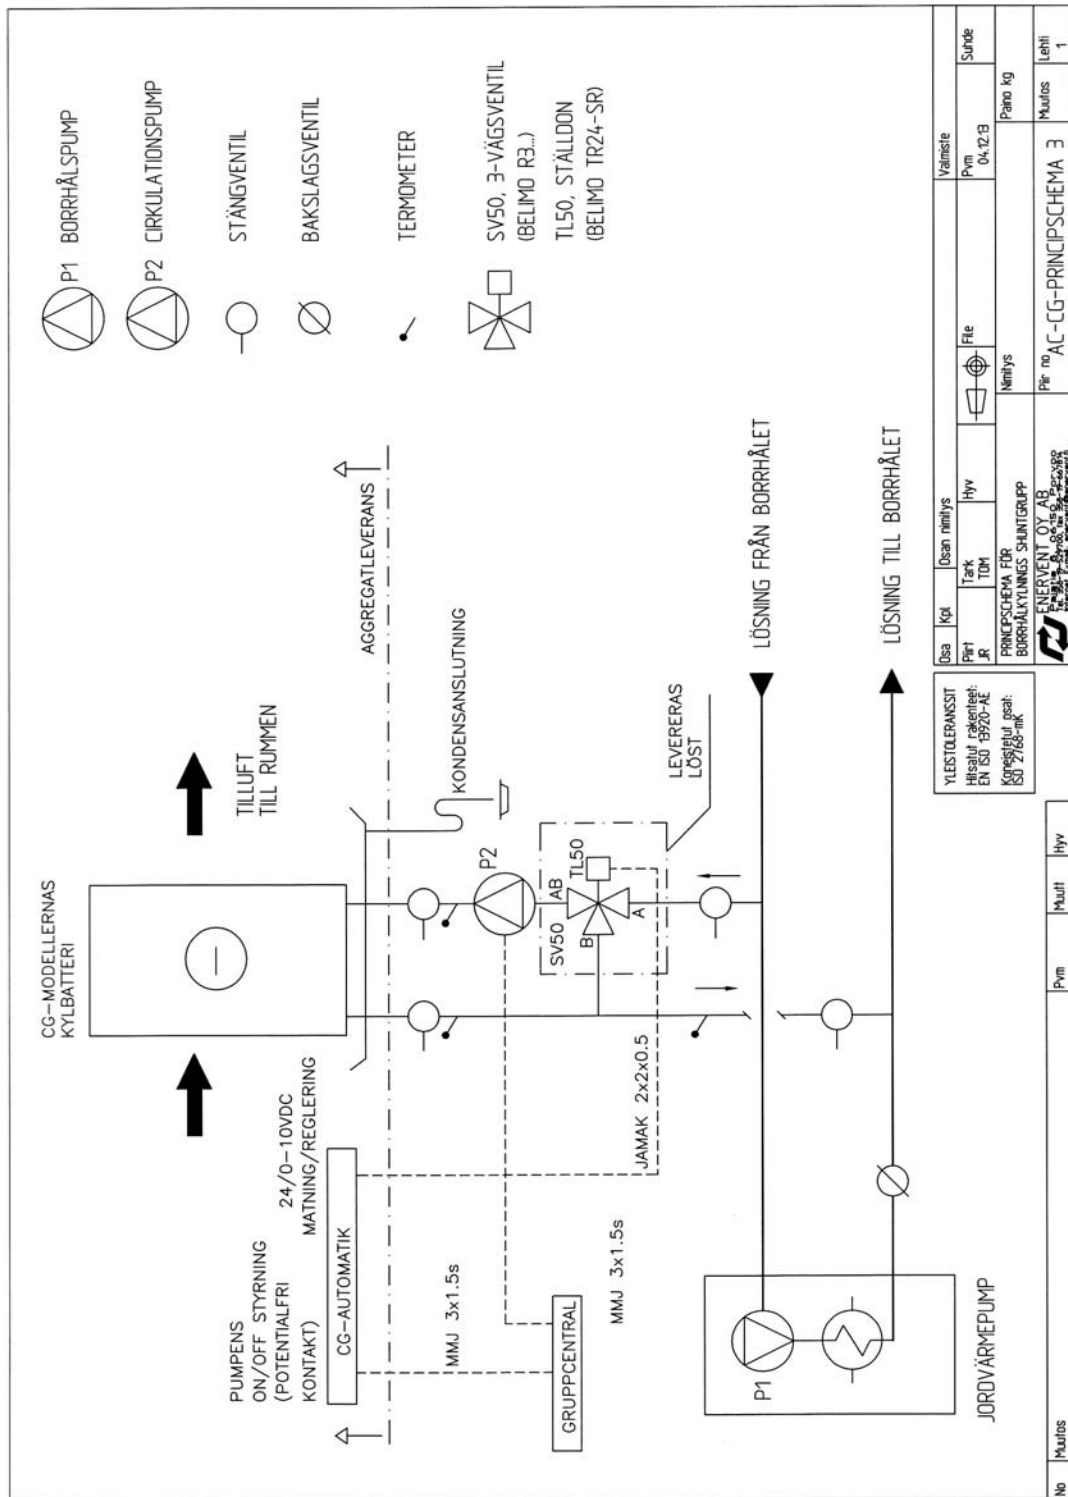 CG-MODELLERNAS
KYLBATTERI
TILLUFT
TILL RUMMEN
PUMPENS
ON/OFF STYRNING
(POTENTIALFRI
KONTAKT)
24/0-10VDC
MATNING/REGLERING
CG-AUTOMATIK
AGGREGATLEVERANS
KONDENSANSLUTNING
MMJ 3x1.5s
P2
AB
TL50
SV50
B
A
LEVERERAS
LÖST
GRUPPCENTRAL
MMJ 3x1.5s
JAMAK 2x2x0.5
P1
LÖSNING FRÅN BORRHÅLET
LÖSNING TILL BORRHÅLET
JORDVÄRMEPUMP
P1 BORRHÅLSPUMP
P2 CIRKULATIONSPUMP
STÄNGVENTIL
BAKSLAGSVENTIL
TERMOMETER
SV50, 3-VÄGSVENTIL
(BELIMO R3...)
TL50, STÄLLDON
(BELIMO TR24-SR)
YLEISTOLERANSSIT
Hitsatut rakenteet:
EN ISO 13920-AE
Koneistetut osat:
ISO 2768-mK
Osa Kpl Osan nimitys Valmiste
Piirt Tark Hyv File Pvm Suhde
JR TOM 04.12.13
PRINCIPSCHEMA FÖR
BORRHÅLKYLNINGS SHUNTGRUPP
Nimitys Paino kg
ENERVENT OY AB
Piir no AC-CG-PRINCIPSCHEMA 3
Muutos Lehti
1
No Muutos Pvm Muutt Hyv